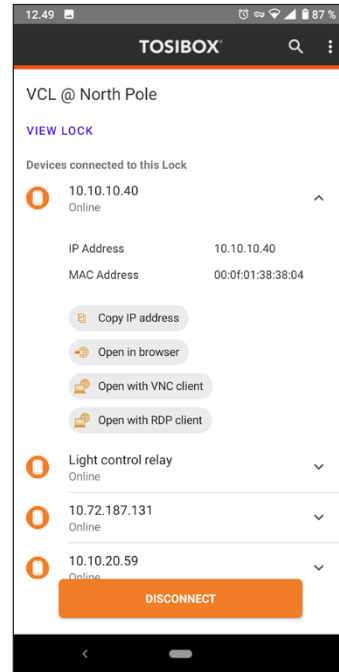 12.49 87 %
TOSIBOX
VCL @ North Pole
VIEW LOCK
Devices connected to this Lock
10.10.10.40
Online
IP Address 10.10.10.40
MAC Address 00:0f:01:38:38:04
Copy IP address
Open in browser
Open with VNC client
Open with RDP client
Light control relay
Online
10.72.187.131
Online
10.10.20.59
Online
DISCONNECT